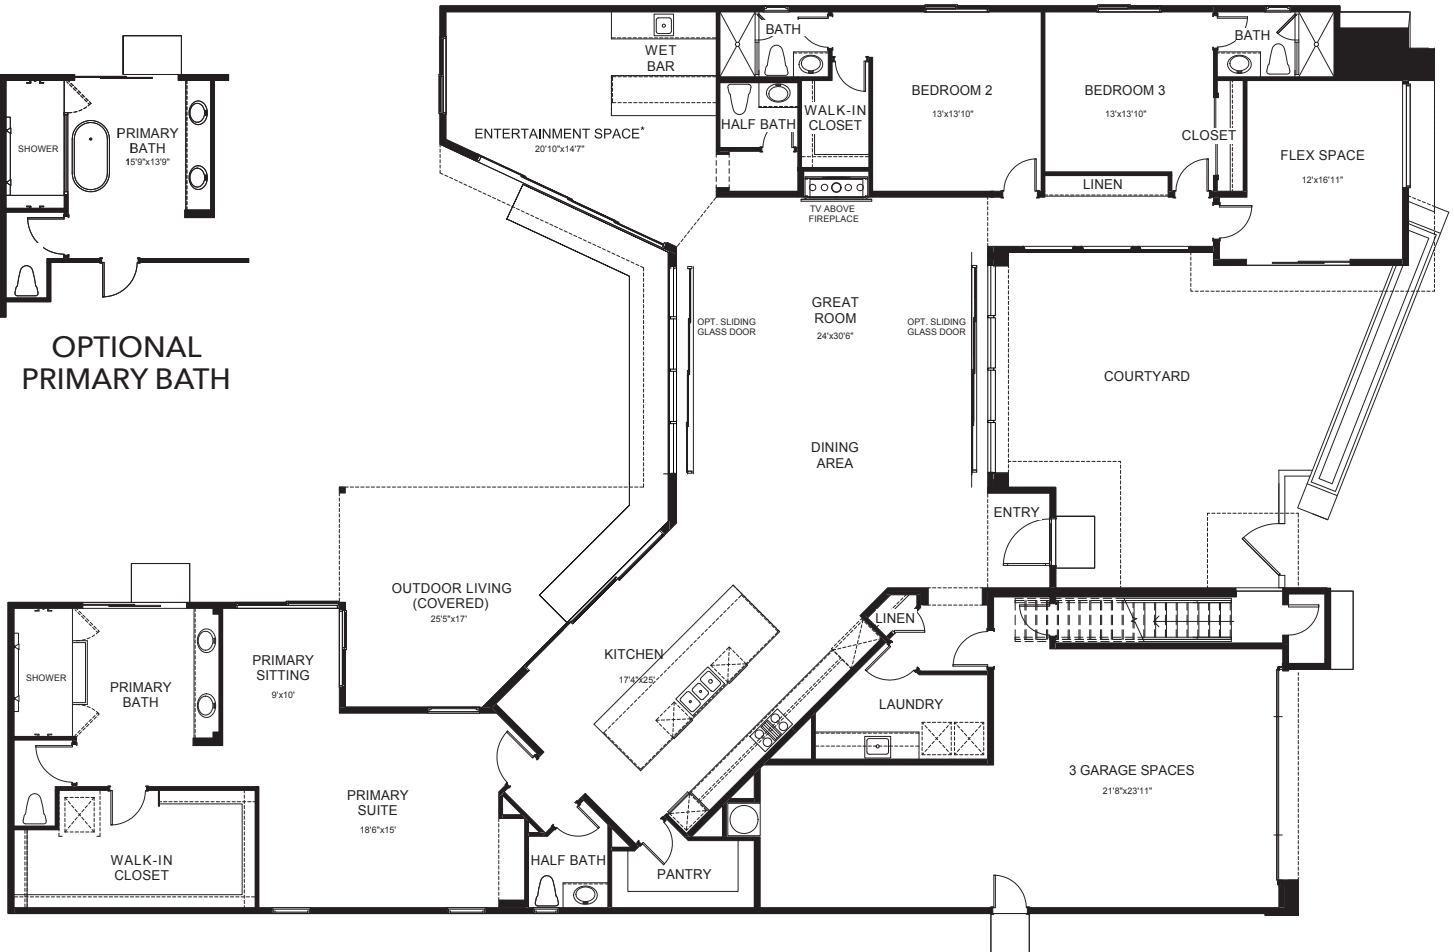 WET
BAR
ENTERTAINMENT SPACE*
20'10"x14'7"
BATH
HALF BATH
WALK-IN
CLOSET
BEDROOM 2
13'x13'10"
BEDROOM 3
13'x13'10"
BATH
CLOSET
LINEN
FLEX SPACE
12'x16'11"
TV ABOVE
FIREPLACE
SHOWER
PRIMARY
BATH
15'9"x13'9"
OPTIONAL
PRIMARY BATH
OPT. SLIDING
GLASS DOOR
GREAT
ROOM
24'x30'6"
OPT. SLIDING
GLASS DOOR
COURTYARD
DINING
AREA
ENTRY
OUTDOOR LIVING
(COVERED)
25'5"x17'
LINEN
KITCHEN
17'4"x25'
PRIMARY
SITTING
9'x10'
SHOWER
PRIMARY
BATH
LAUNDRY
3 GARAGE SPACES
21'8"x23'11"
PRIMARY
SUITE
18'6"x15'
WALK-IN
CLOSET
HALF BATH
PANTRY